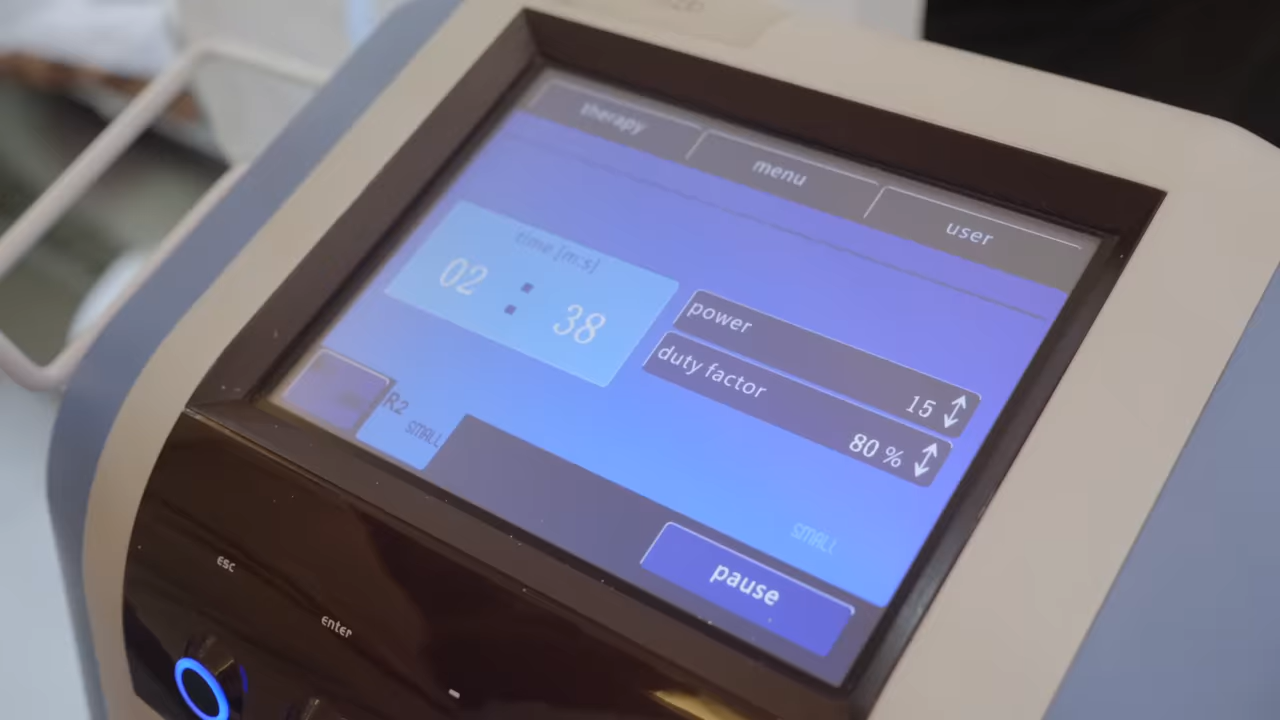 therapy
menu
user
time [m:s]
02 : 38
power
15
duty factor
80 %
R2
SMALL
SMALL
pause
esc
enter